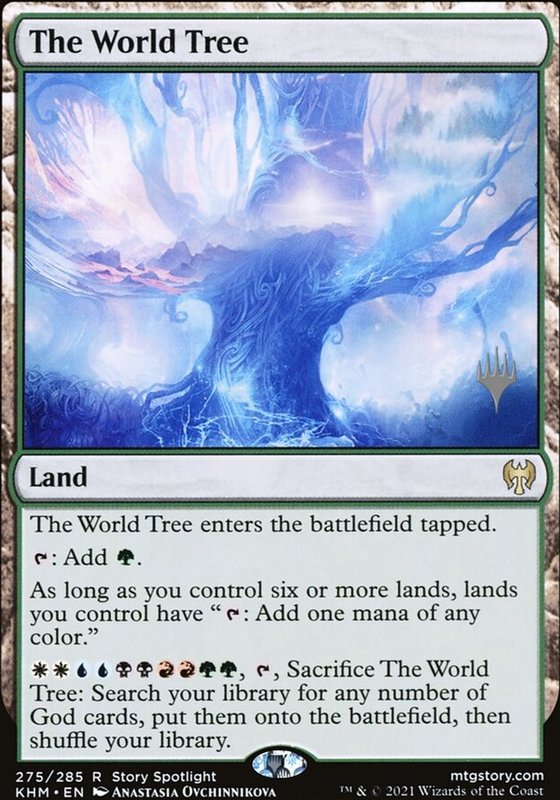 The World Tree
Land
The World Tree enters the battlefield tapped.
: Add .
As long as you control six or more lands, lands
you control have “: Add one mana of any
color.”
, , Sacrifice The World
Tree: Search your library for any number of
God cards, put them onto the battlefield, then
shuffle your library.
275/285 R Story Spotlight
mtgstory.com
KHM • EN Anastasia Ovchinnikova
™ & © 2021 Wizards of the Coast